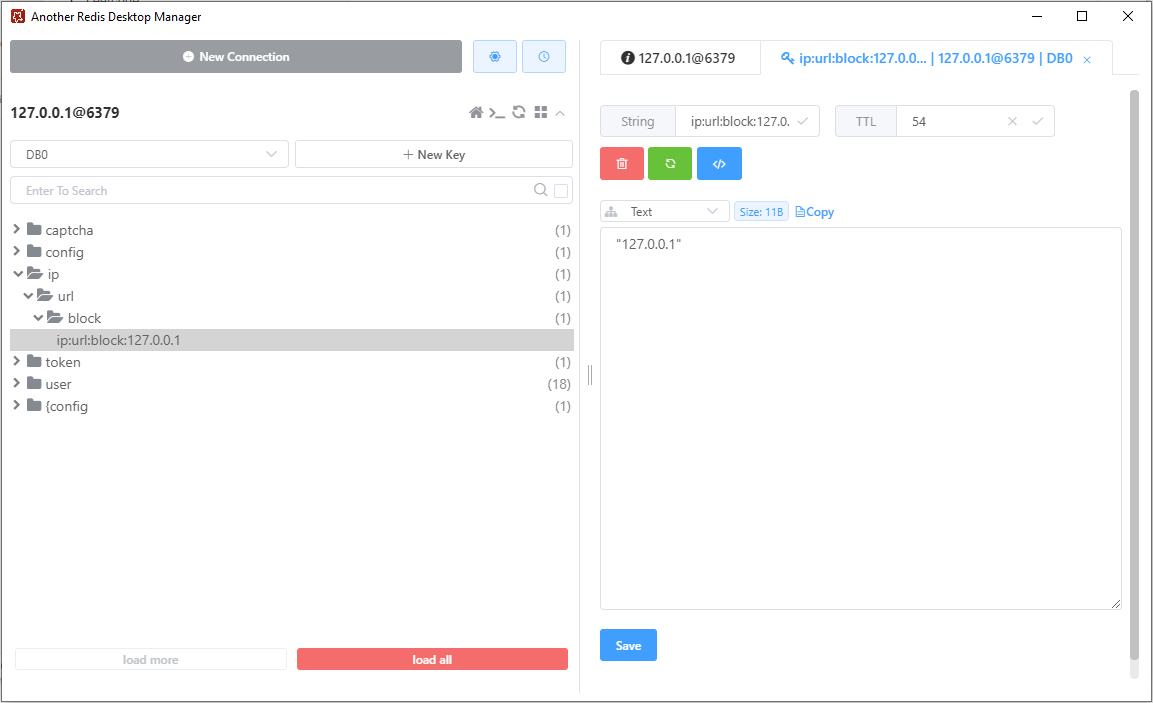 Another Redis Desktop Manager
New Connection
127.0.0.1@6379
DB0
New Key
Enter To Search
captcha (1)
config (1)
ip (1)
url (1)
block (1)
ip:url:block:127.0.0.1
token (1)
user (18)
{config (1)
load more
load all
127.0.0.1@6379
ip:url:block:127.0.0... | 127.0.0.1@6379 | DB0
String ip:url:block:127.0.
TTL 54
Text Size: 11B Copy
"127.0.0.1"
Save